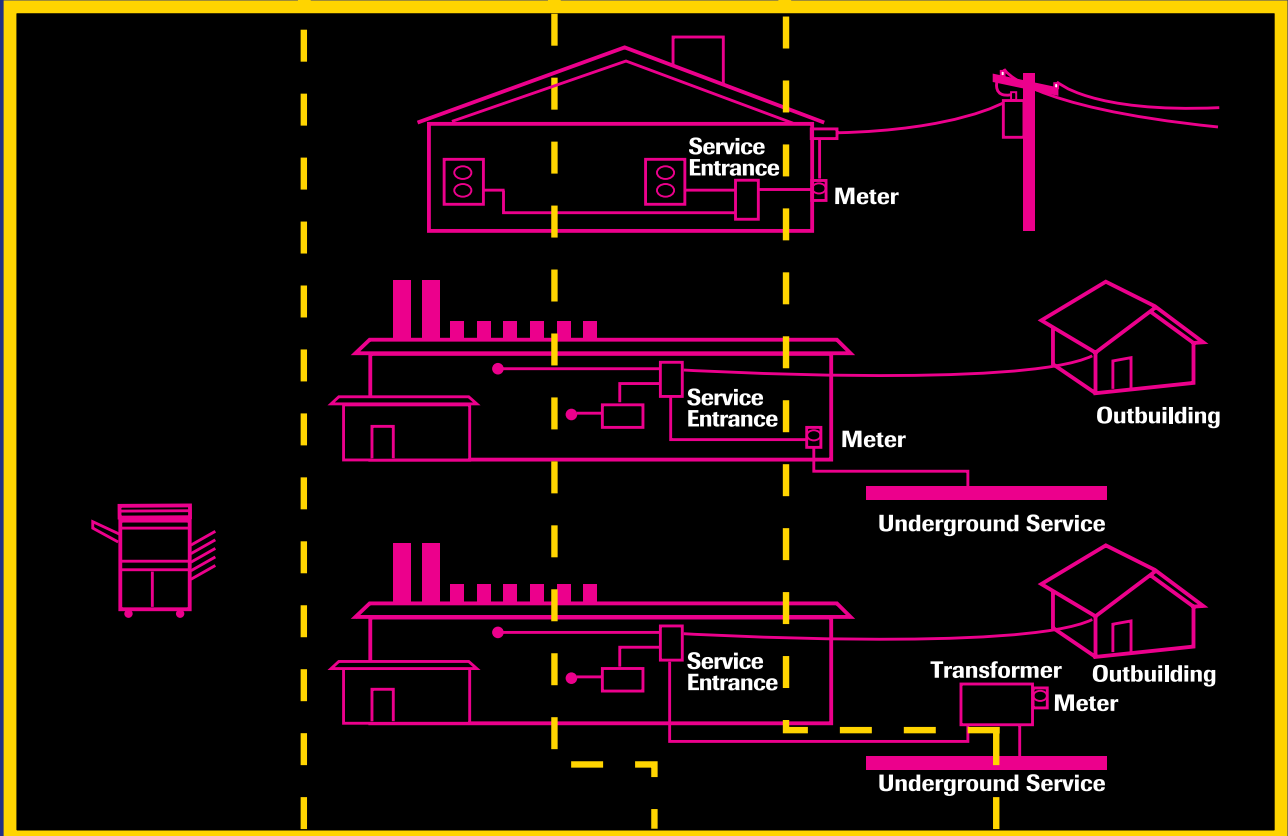 Service
Entrance
Meter
Service
Entrance
Meter
Outbuilding
Underground Service
Service
Entrance
Transformer
Outbuilding
Meter
Underground Service